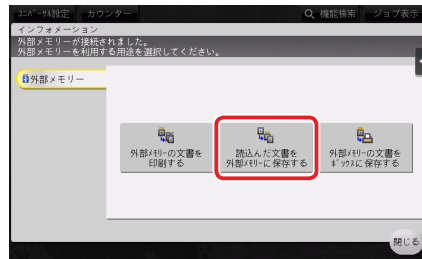 ﾕﾆﾊﾞｰｻﾙ設定 カウンター 機能検索 ジョブ表示
インフォメーション
外部メモリーが接続されました。
外部メモリーを利用する用途を選択してください。
外部メモリー
外部ﾒﾓﾘｰの文書を
印刷する
読込んだ文書を
外部ﾒﾓﾘｰに保存する
外部ﾒﾓﾘｰの文書を
ﾎﾞｯｸｽに保存する
閉じる